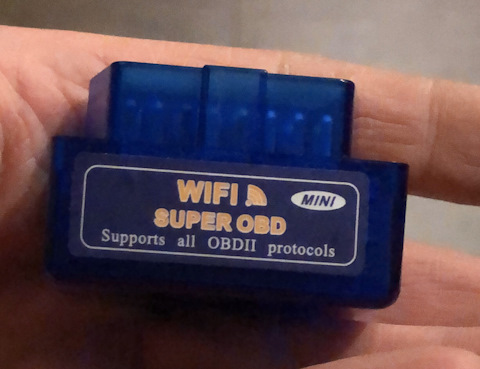 WIFI
MINI
SUPER OBD
Supports all OBDII protocols